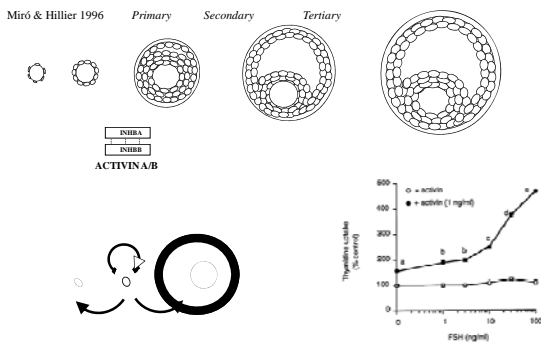 Miró & Hillier 1996 Primary Secondary Tertiary
INHBA
INHBB
ACTIVIN A/B
500
400
300
200
100
0
Thymidine uptake
(% control)
- activin
+ activin (1 ng/ml)
a
b
b
c
d
e
0 1 10 100
FSH (ng/ml)